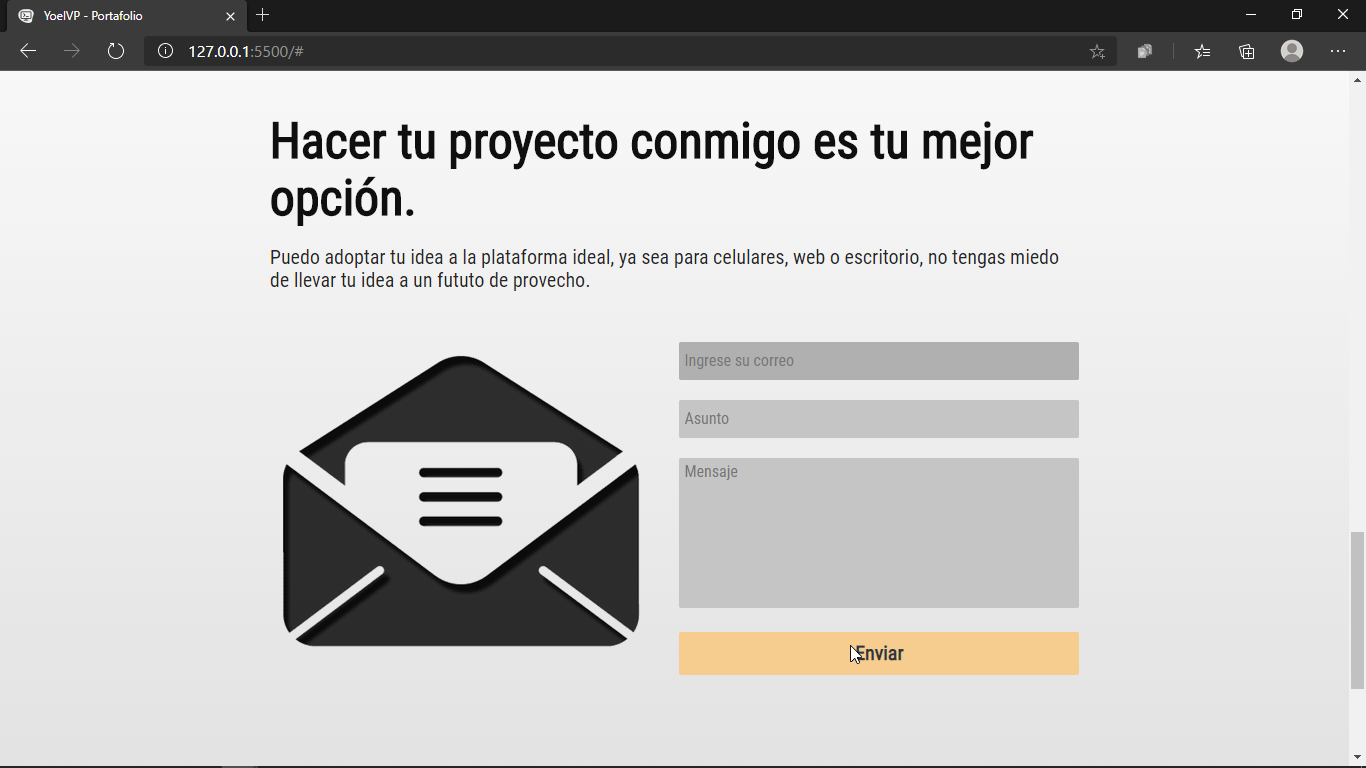 YoelVP - Portafolio
127.0.0.1:5500/#
Hacer tu proyecto conmigo es tu mejor
opción.
Puedo adoptar tu idea a la plataforma ideal, ya sea para celulares, web o escritorio, no tengas miedo
de llevar tu idea a un fututo de provecho.
Ingrese su correo
Asunto
Mensaje
Enviar